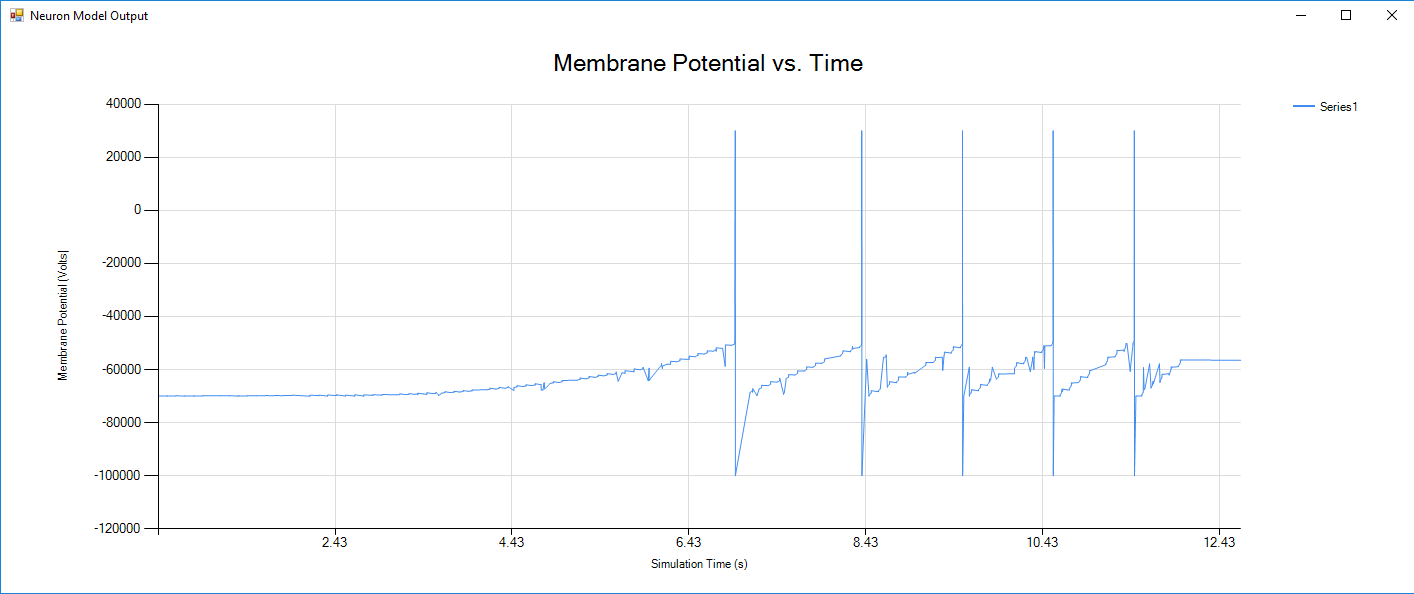 Neuron Model Output
Membrane Potential vs. Time
Series1
Membrane Potential (Volts|
40000
20000
0
-20000
-40000
-60000
-80000
-100000
-120000
2.43 4.43 6.43 8.43 10.43 12.43
Simulation Time (s)